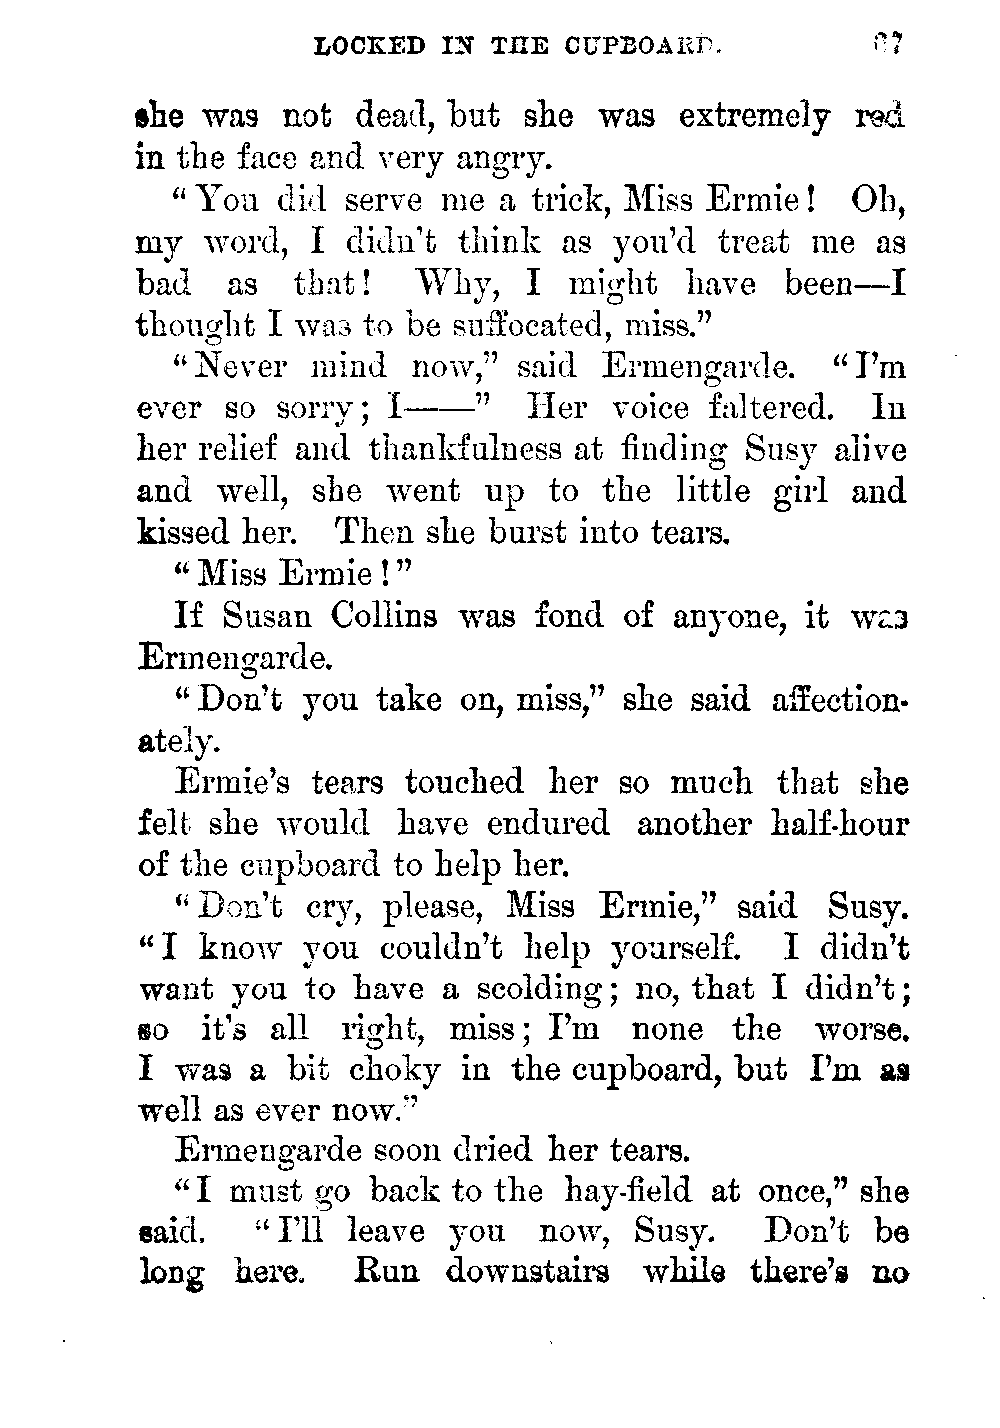 LOCKED IN THE CUPBOARD.
she was not dead, but she was extremely red
in the face and very angry.
“You did serve me a trick, Miss Ermie! Oh,
my word, I didn’t think as you’d treat me as
bad as that! Why, I might have been—I
thought I was to be suffocated, miss.”
“Never mind now,” said Ermengarde. “I’m
ever so sorry; I——” Her voice faltered. In
her relief and thankfulness at finding Susy alive
and well, she went up to the little girl and
kissed her. Then she burst into tears.
“Miss Ermie!”
If Susan Collins was fond of anyone, it was
Ermengarde.
“Don’t you take on, miss,” she said affection-
ately.
Ermie’s tears touched her so much that she
felt she would have endured another half-hour
of the cupboard to help her.
“Don’t cry, please, Miss Ermie,” said Susy.
“I know you couldn’t help yourself. I didn’t
want you to have a scolding; no, that I didn’t;
so it’s all right, miss; I’m none the worse.
I was a bit choky in the cupboard, but I’m as
well as ever now.”
Ermengarde soon dried her tears.
“I must go back to the hay-field at once,” she
said. “I’ll leave you now, Susy. Don’t be
long here. Run downstairs while there’s no